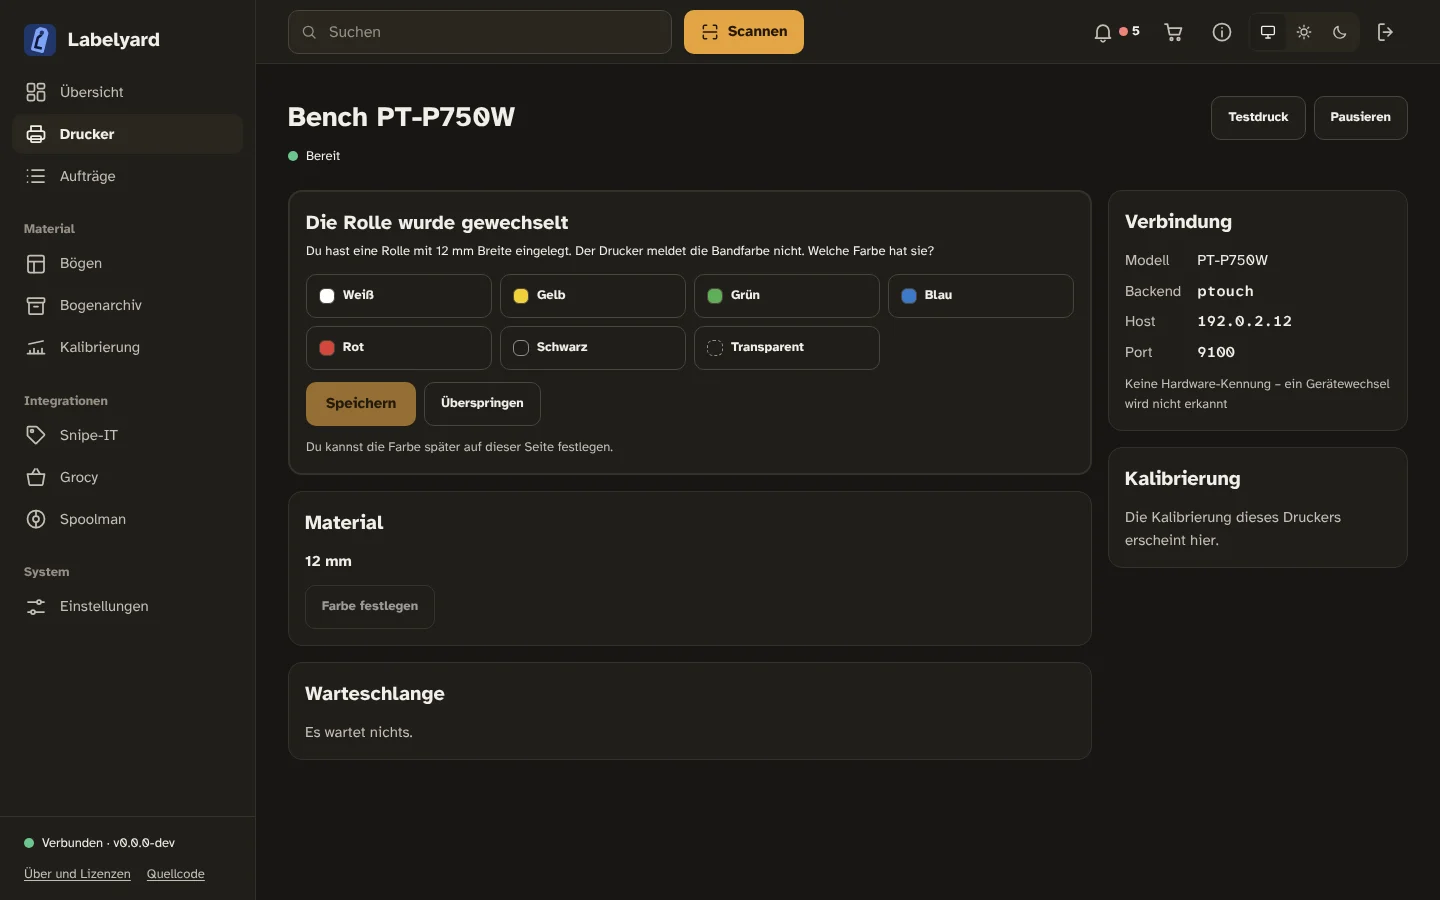 Labelyard
Suchen
Scannen
5
Übersicht
Drucker
Aufträge
Material
Bögen
Bogenarchiv
Kalibrierung
Integrationen
Snipe-IT
Grocy
Spoolman
System
Einstellungen
Verbunden · v0.0.0-dev
Über und Lizenzen Quellcode
Bench PT-P750W
Bereit
Testdruck
Pausieren
Die Rolle wurde gewechselt
Du hast eine Rolle mit 12 mm Breite eingelegt. Der Drucker meldet die Bandfarbe nicht. Welche Farbe hat sie?
Weiß Gelb Grün Blau
Rot Schwarz Transparent
Speichern Überspringen
Du kannst die Farbe später auf dieser Seite festlegen.
Material
12 mm
Farbe festlegen
Warteschlange
Es wartet nichts.
Verbindung
Modell PT-P750W
Backend ptouch
Host 192.0.2.12
Port 9100
Keine Hardware-Kennung – ein Gerätewechsel
wird nicht erkannt
Kalibrierung
Die Kalibrierung dieses Druckers
erscheint hier.